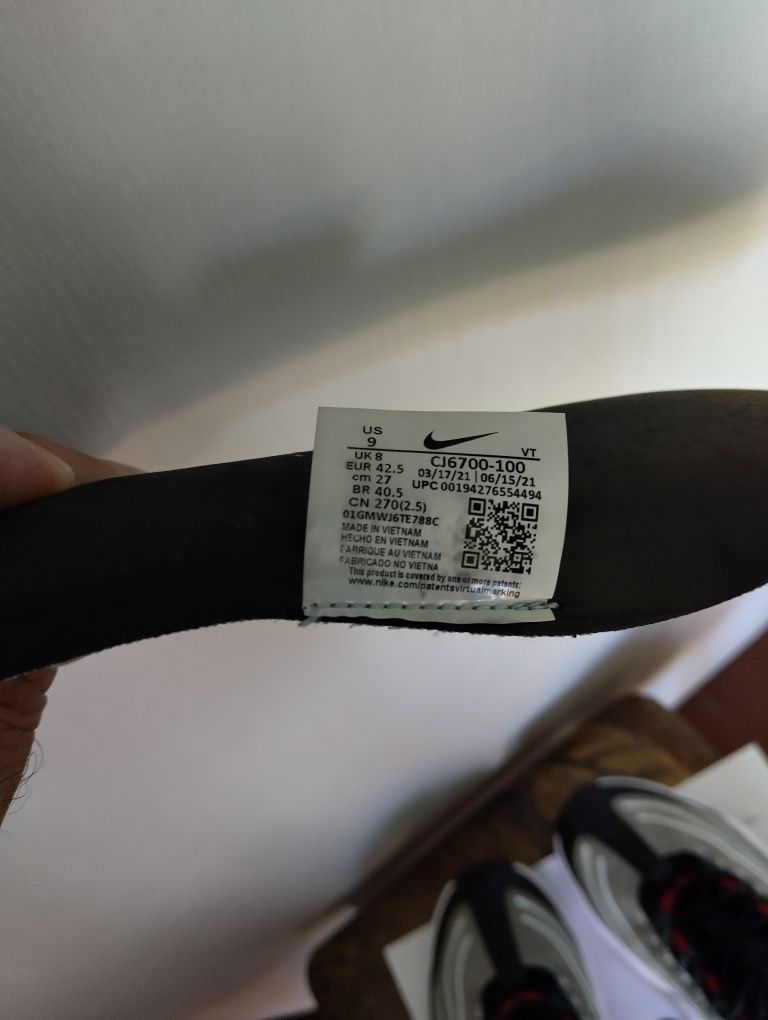 US
9
VT
UK 8
EUR 42.5
cm 27
BR 40.5
CN 270(2.5)
CJ6700-100
03/17/21 | 06/15/21
UPC 00194276554494
01GMWJ6TE788C
MADE IN VIETNAM
HECHO EN VIETNAM
FABRIQUE AU VIETNAM
FABRICADO NO VIETNA
This product is covered by one or more patents:
www.nike.com/patentsvirtualmarking